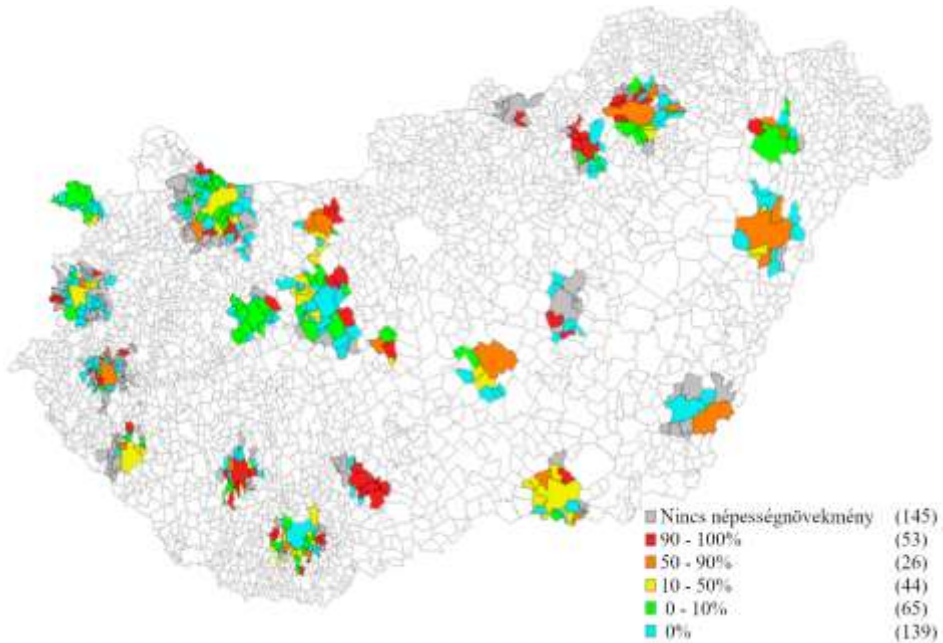 Nincs népességnövekmény (145)
90 - 100% (53)
50 - 90% (26)
10 - 50% (44)
0 - 10% (65)
0% (139)